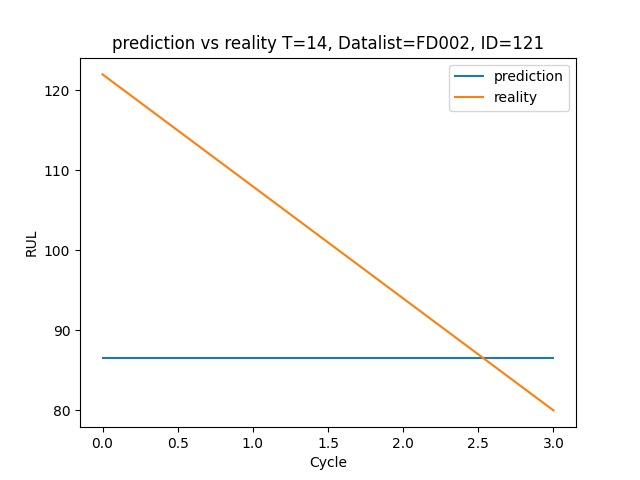 prediction vs reality T=14, Datalist=FD002, ID=121
prediction
reality
120
110
100
90
80
RUL
0.0 0.5 1.0 1.5 2.0 2.5 3.0
Cycle